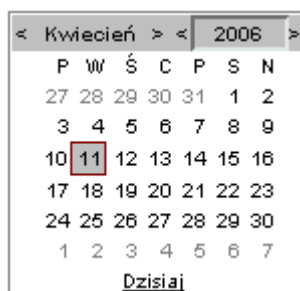 < Kwiecień > < 2006 >
P W Ś C P S N
27 28 29 30 31 1 2
3 4 5 6 7 8 9
10 11 12 13 14 15 16
17 18 19 20 21 22 23
24 25 26 27 28 29 30
1 2 3 4 5 6 7
Dzisiaj